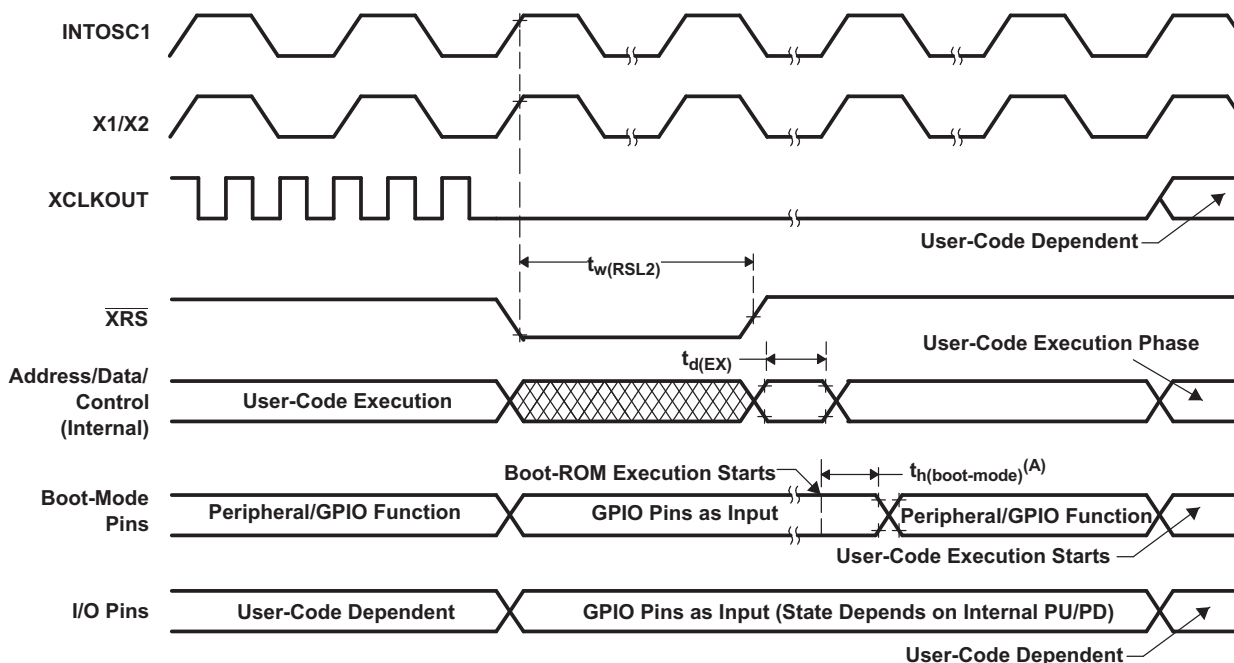 INTOSC1
X1/X2
XCLKOUT
User-Code Dependent
tw(RSL2)
XRS
User-Code Execution Phase
td(EX)
Address/Data/
Control
(Internal)
User-Code Execution
Boot-ROM Execution Starts
th(boot-mode)(A)
Boot-Mode
Pins
Peripheral/GPIO Function
GPIO Pins as Input
Peripheral/GPIO Function
User-Code Execution Starts
I/O Pins
User-Code Dependent
GPIO Pins as Input (State Depends on Internal PU/PD)
User-Code Dependent